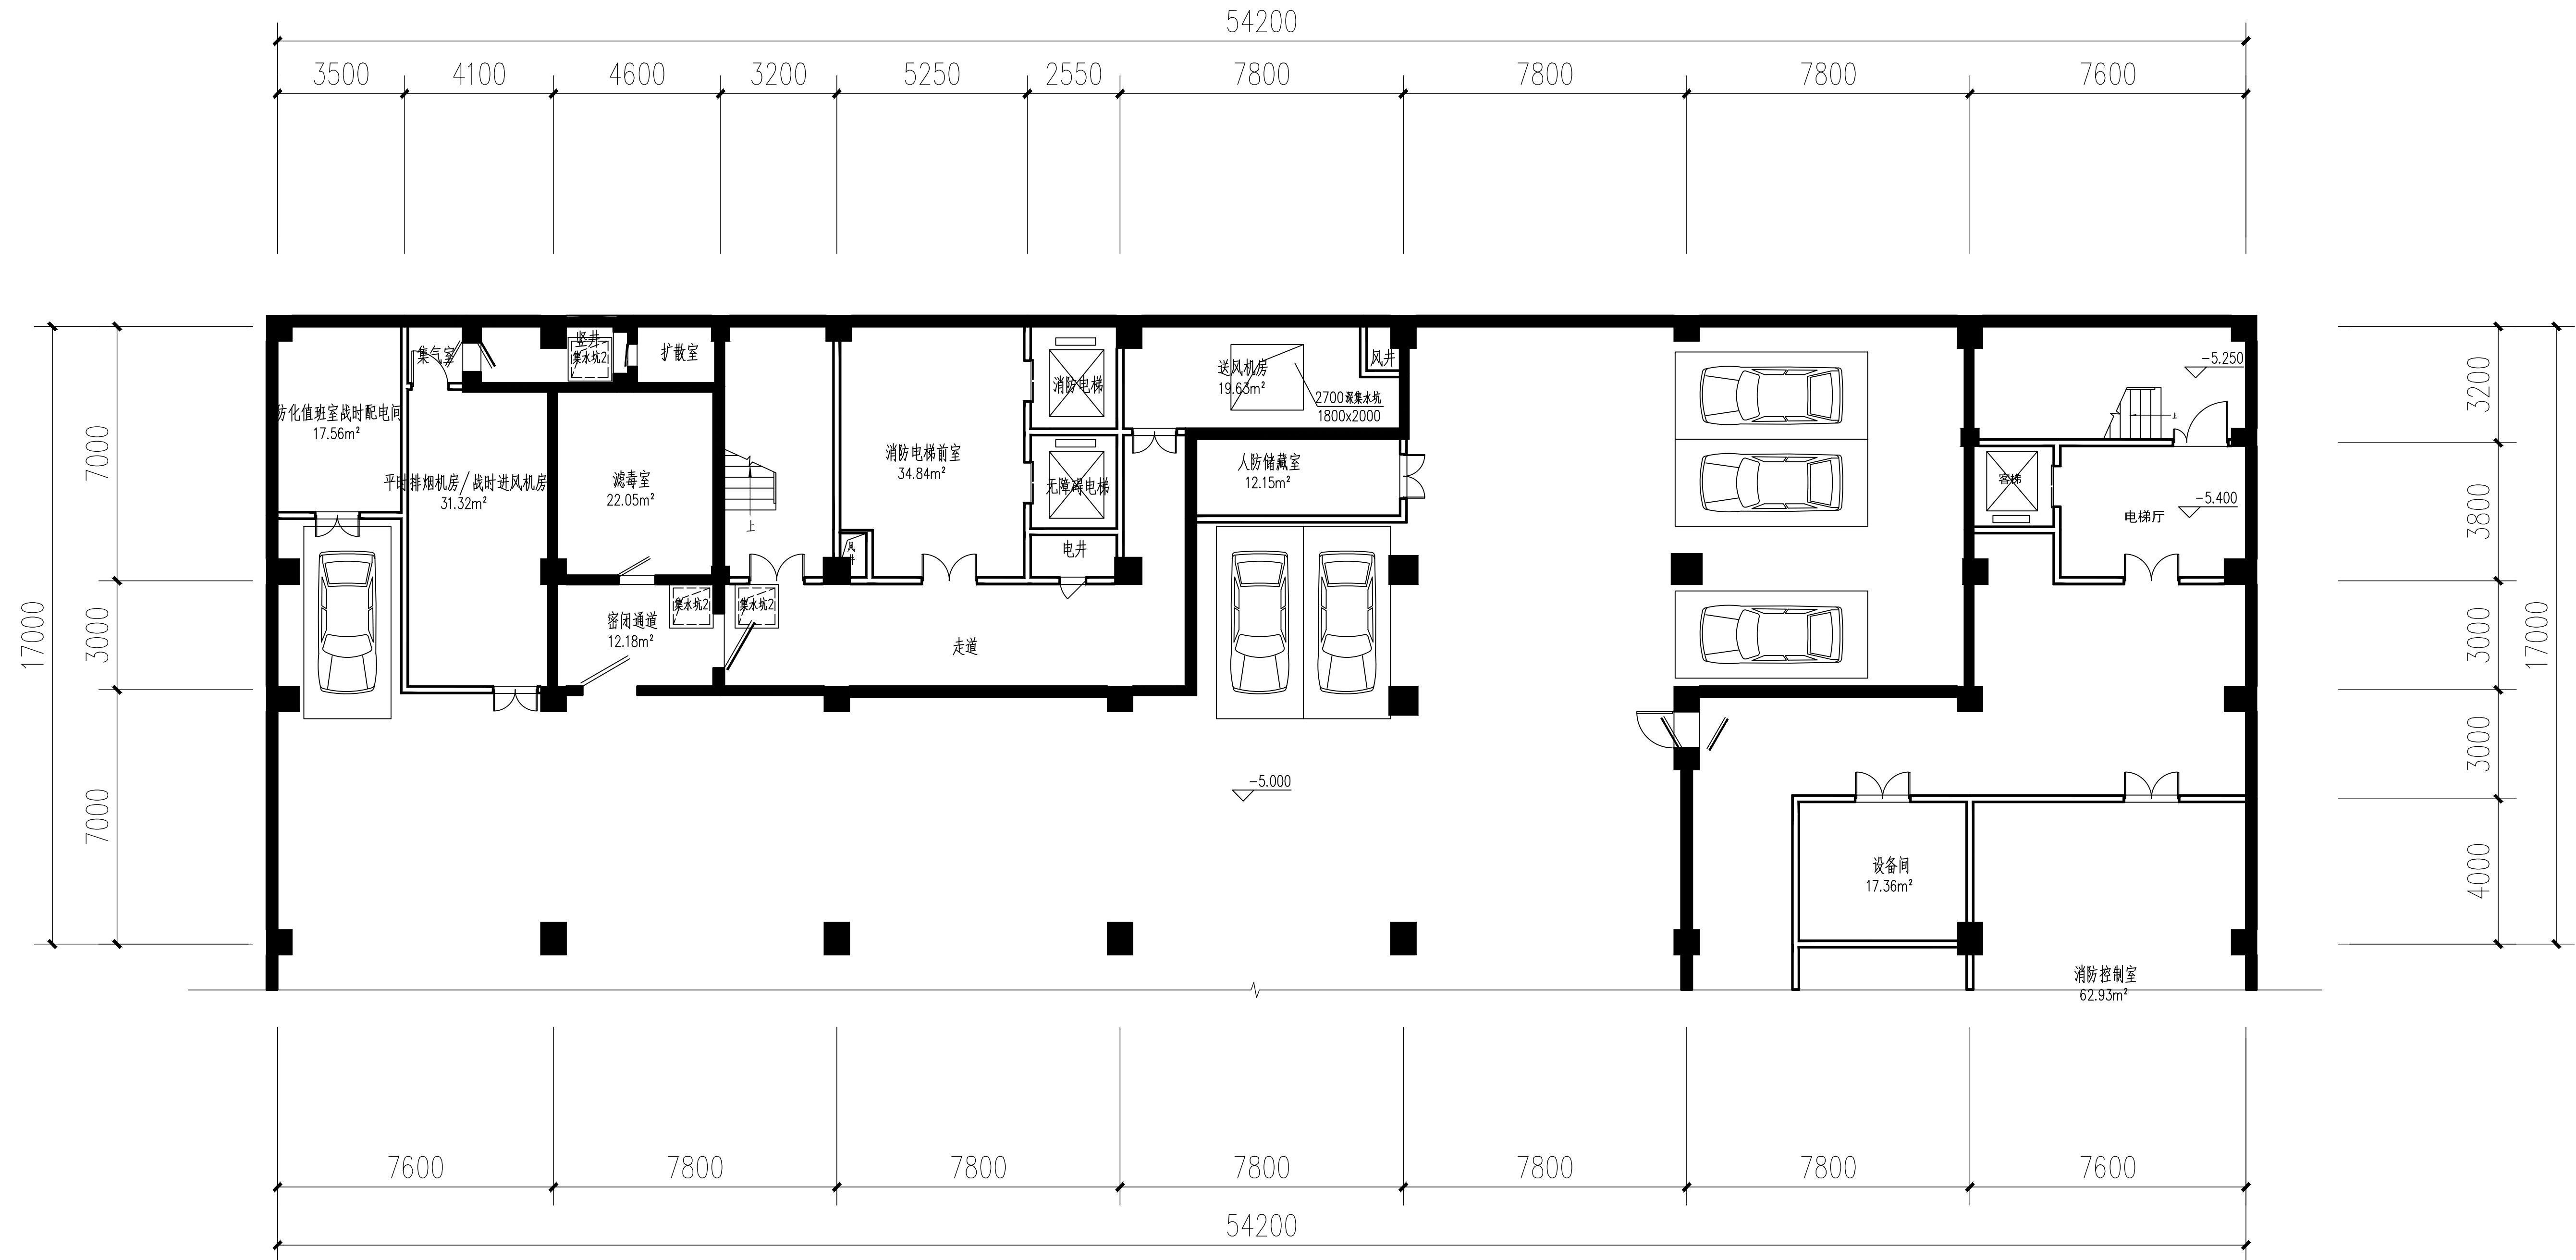 54200
3500 4100 4600 3200 5250 2550 7800 7800 7800 7600
竖井
集水坑2
扩散室
集气室
风井
-5.250
送风机房
19.63m²
消防电梯
2700深集水坑
1800x2000
防化值班室战时配电间
17.56m²
消防电梯前室
34.84m²
人防储藏室
12.15m²
平时排烟机房/战时进风机房
31.32m²
滤毒室
22.05m²
无障碍电梯
客梯
上
-5.400
电梯厅
上
风井
电井
集水坑2
集水坑2
密闭通道
12.18m²
走道
-5.000
设备间
17.36m²
消防控制室
62.93m²
17000
7000
3000
7000
3200
3800
3000
3000
4000
17000
7600 7800 7800 7800 7800 7800 7600
54200